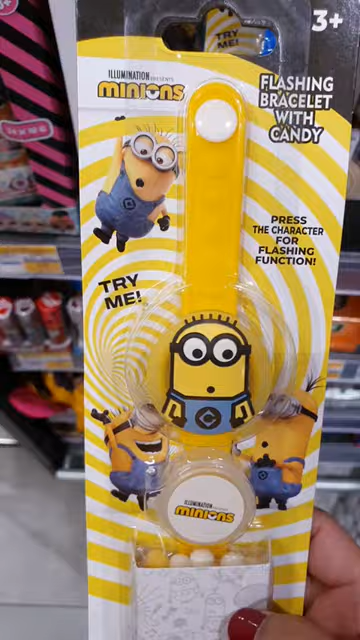 3+
TRY
ME!
ILLUMINATION PRESENTS
MINIONS
FLASHING
BRACELET
WITH
CANDY
PRESS
THE CHARACTER
FOR
FLASHING
FUNCTION!
TRY
ME!
ILLUMINATION PRESENTS
MINIONS